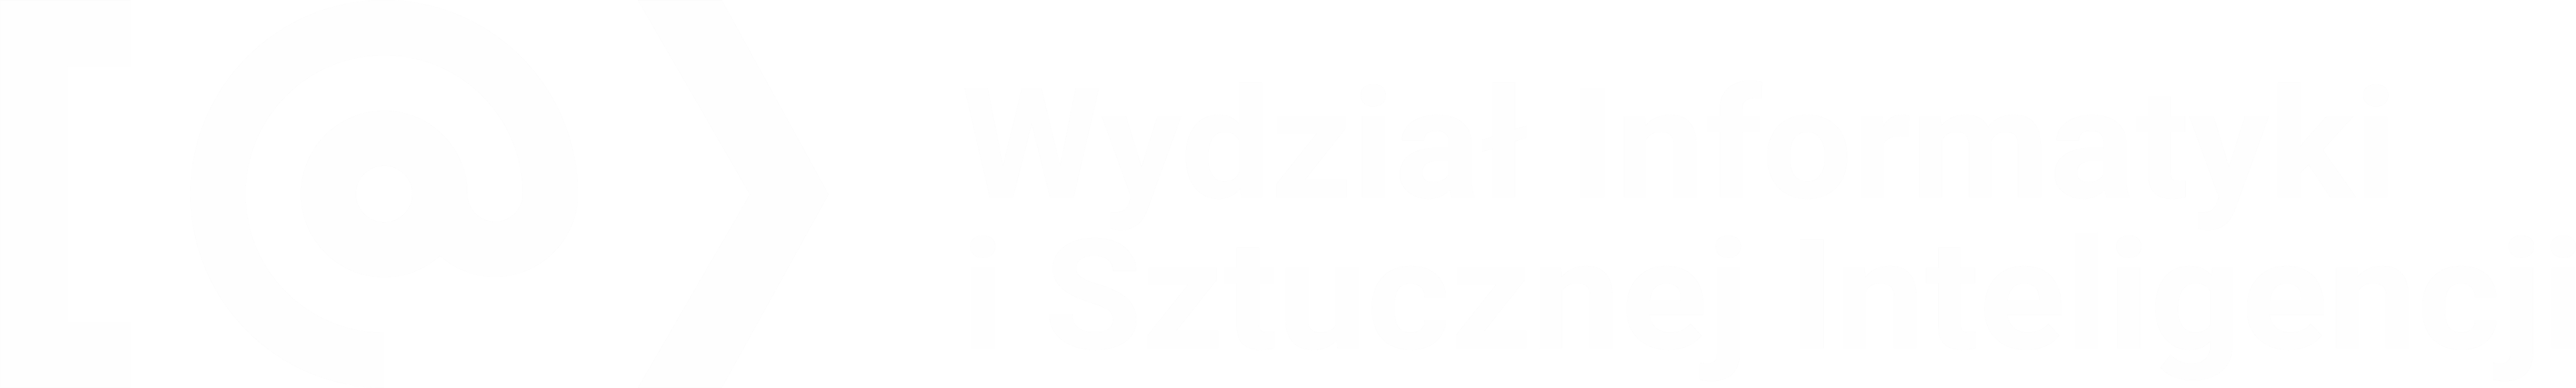 [@>
Wydział Informatyki
i Sztucznej Inteligencji